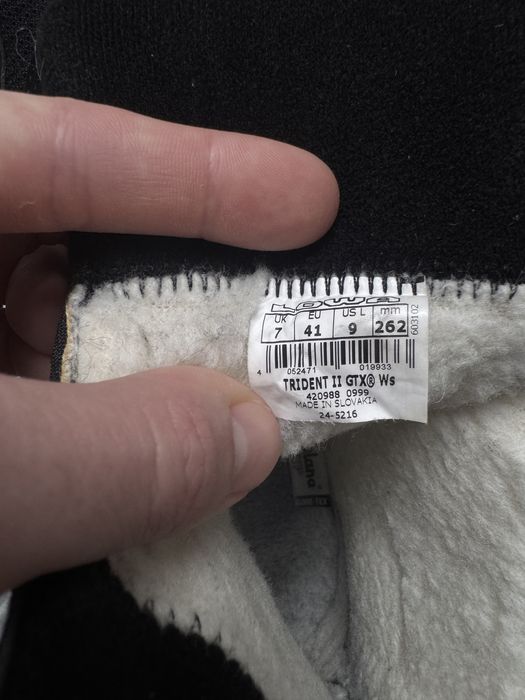 LOWA
UK EU US L mm
7 41 9 262
603102
4 052471 019933
TRIDENT II GTX® Ws
420988 0999
MADE IN SLOVAKIA
24-5216